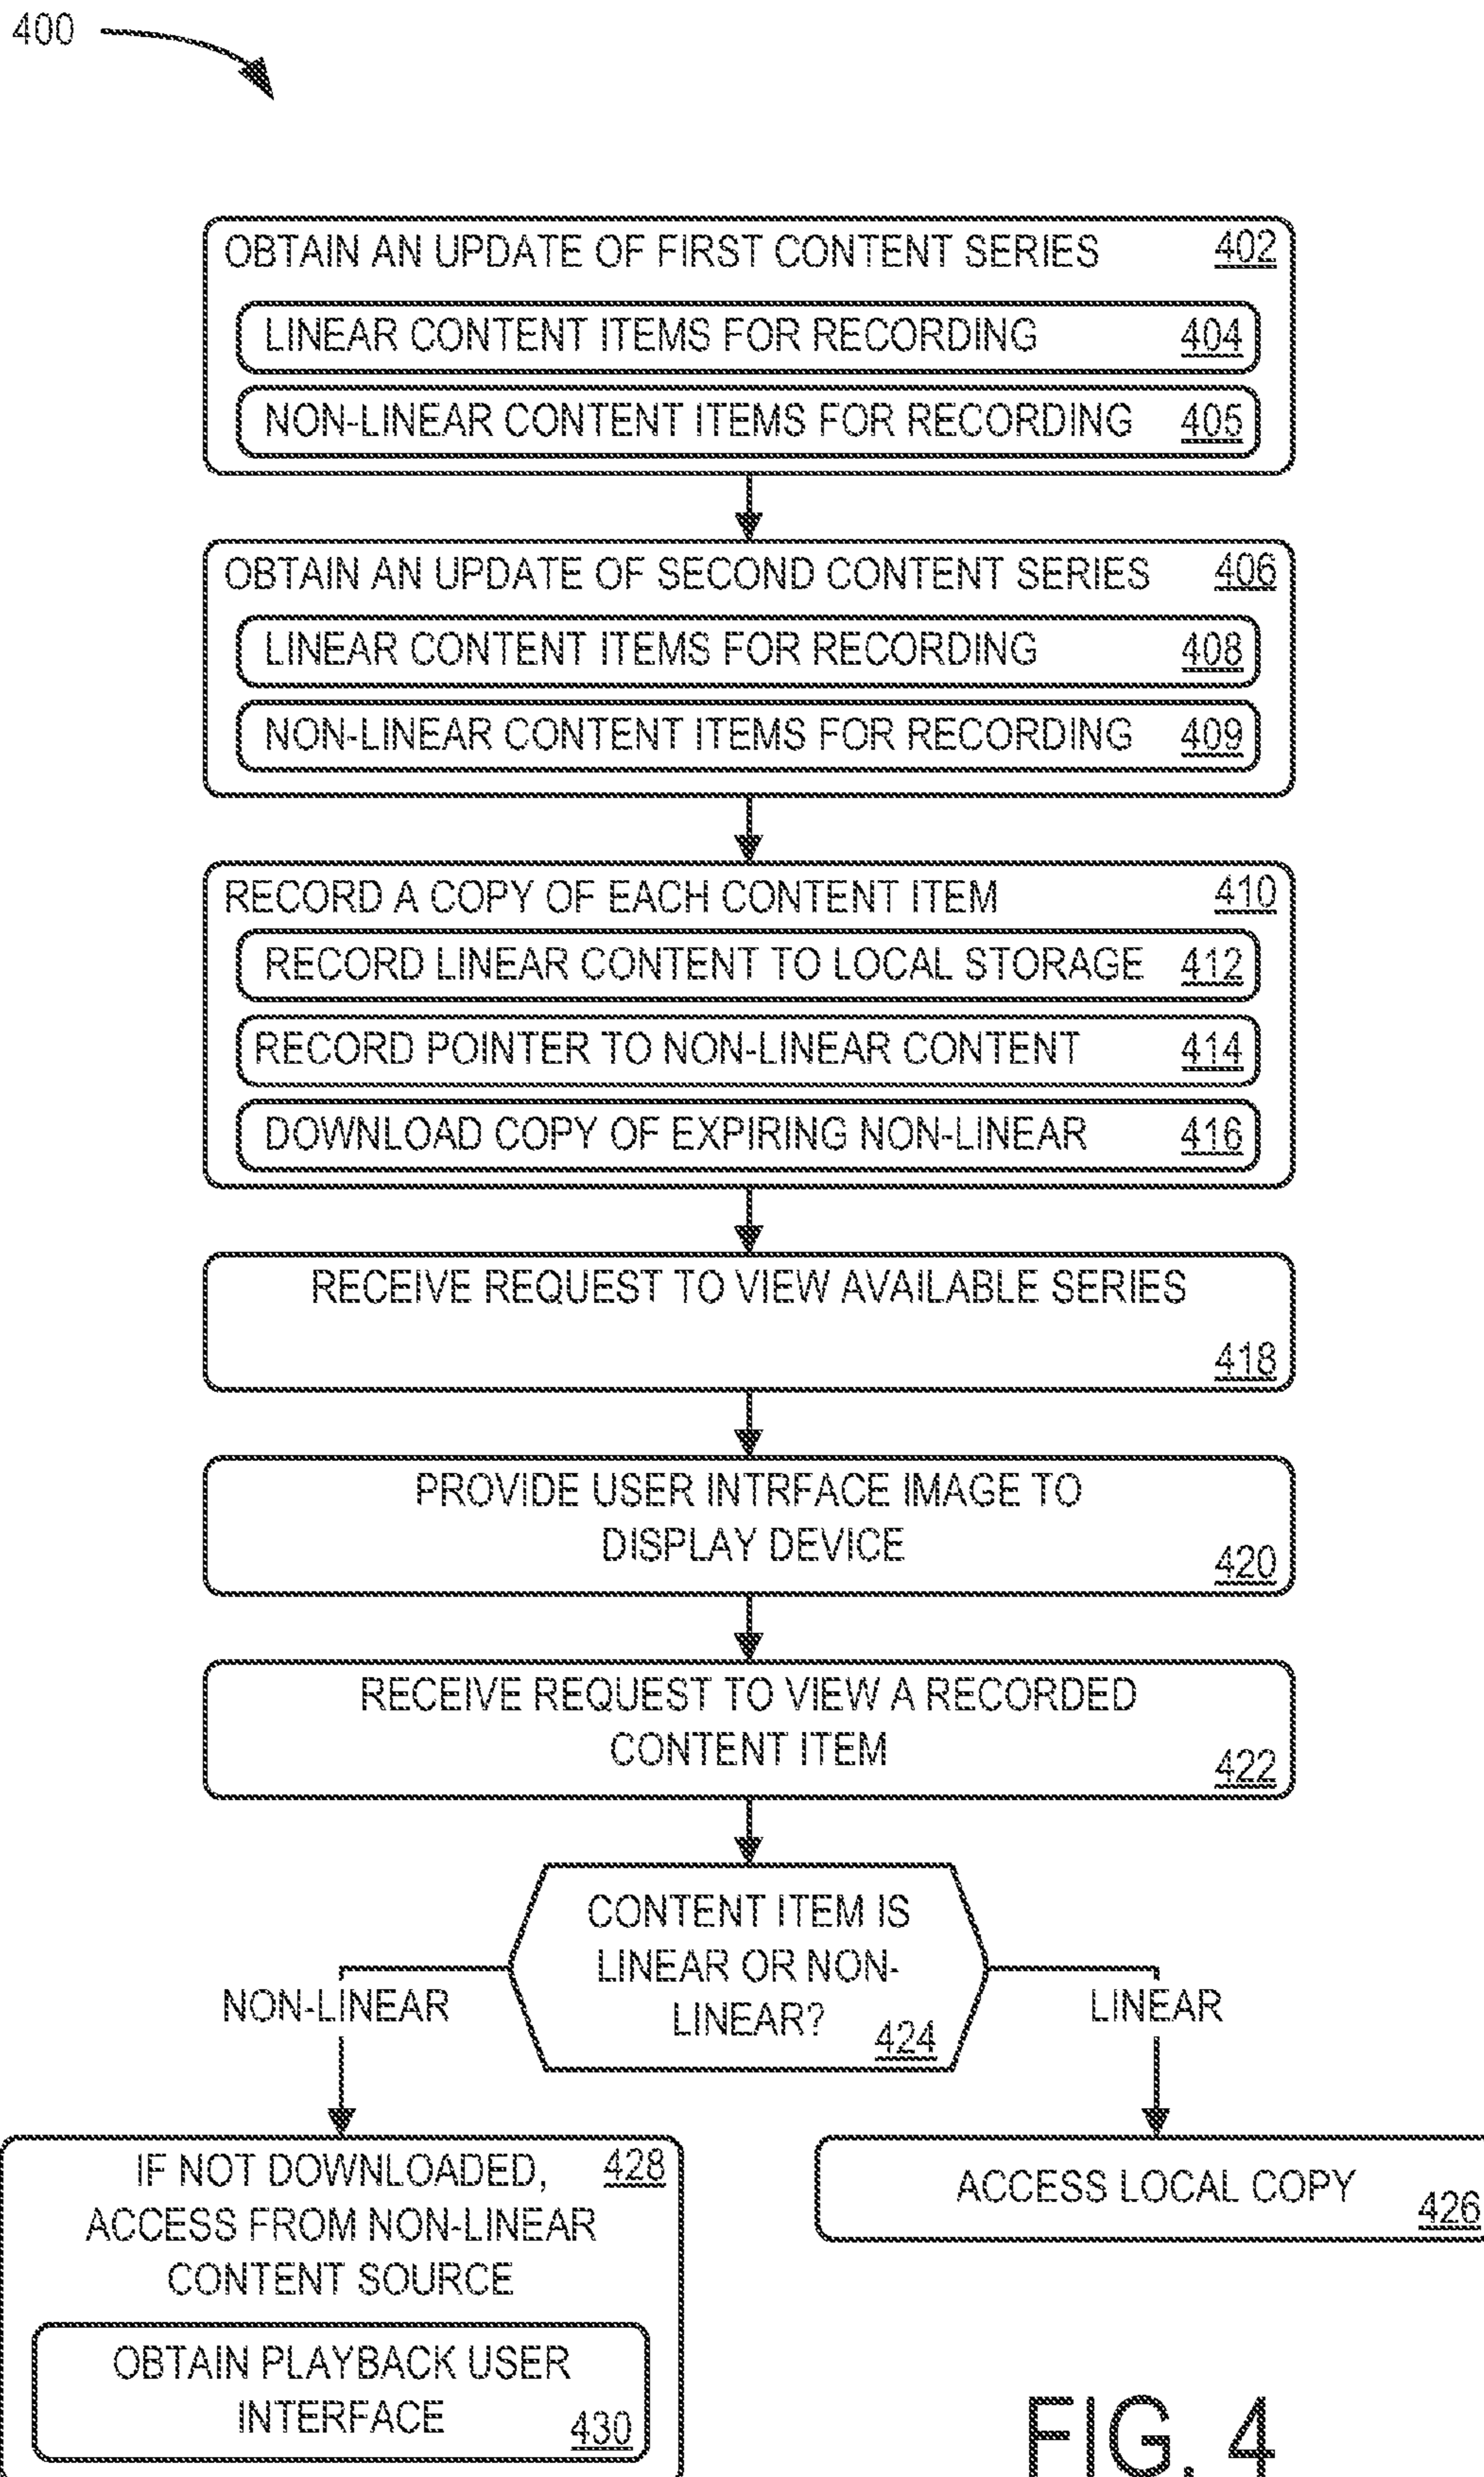 400
OBTAIN AN UPDATE OF FIRST CONTENT SERIES 402
LINEAR CONTENT ITEMS FOR RECORDING 404
NON-LINEAR CONTENT ITEMS FOR RECORDING 405
OBTAIN AN UPDATE OF SECOND CONTENT SERIES 406
LINEAR CONTENT ITEMS FOR RECORDING 408
NON-LINEAR CONTENT ITEMS FOR RECORDING 409
RECORD A COPY OF EACH CONTENT ITEM 410
RECORD LINEAR CONTENT TO LOCAL STORAGE 412
RECORD POINTER TO NON-LINEAR CONTENT 414
DOWNLOAD COPY OF EXPIRING NON-LINEAR 416
RECEIVE REQUEST TO VIEW AVAILABLE SERIES
418
PROVIDE USER INTRFACE IMAGE TO
DISPLAY DEVICE
420
RECEIVE REQUEST TO VIEW A RECORDED
CONTENT ITEM
422
CONTENT ITEM IS
LINEAR OR NON-
LINEAR?
424
NON-LINEAR
LINEAR
IF NOT DOWNLOADED, 428
ACCESS FROM NON-LINEAR
CONTENT SOURCE
OBTAIN PLAYBACK USER
INTERFACE
430
ACCESS LOCAL COPY
426
FIG. 4